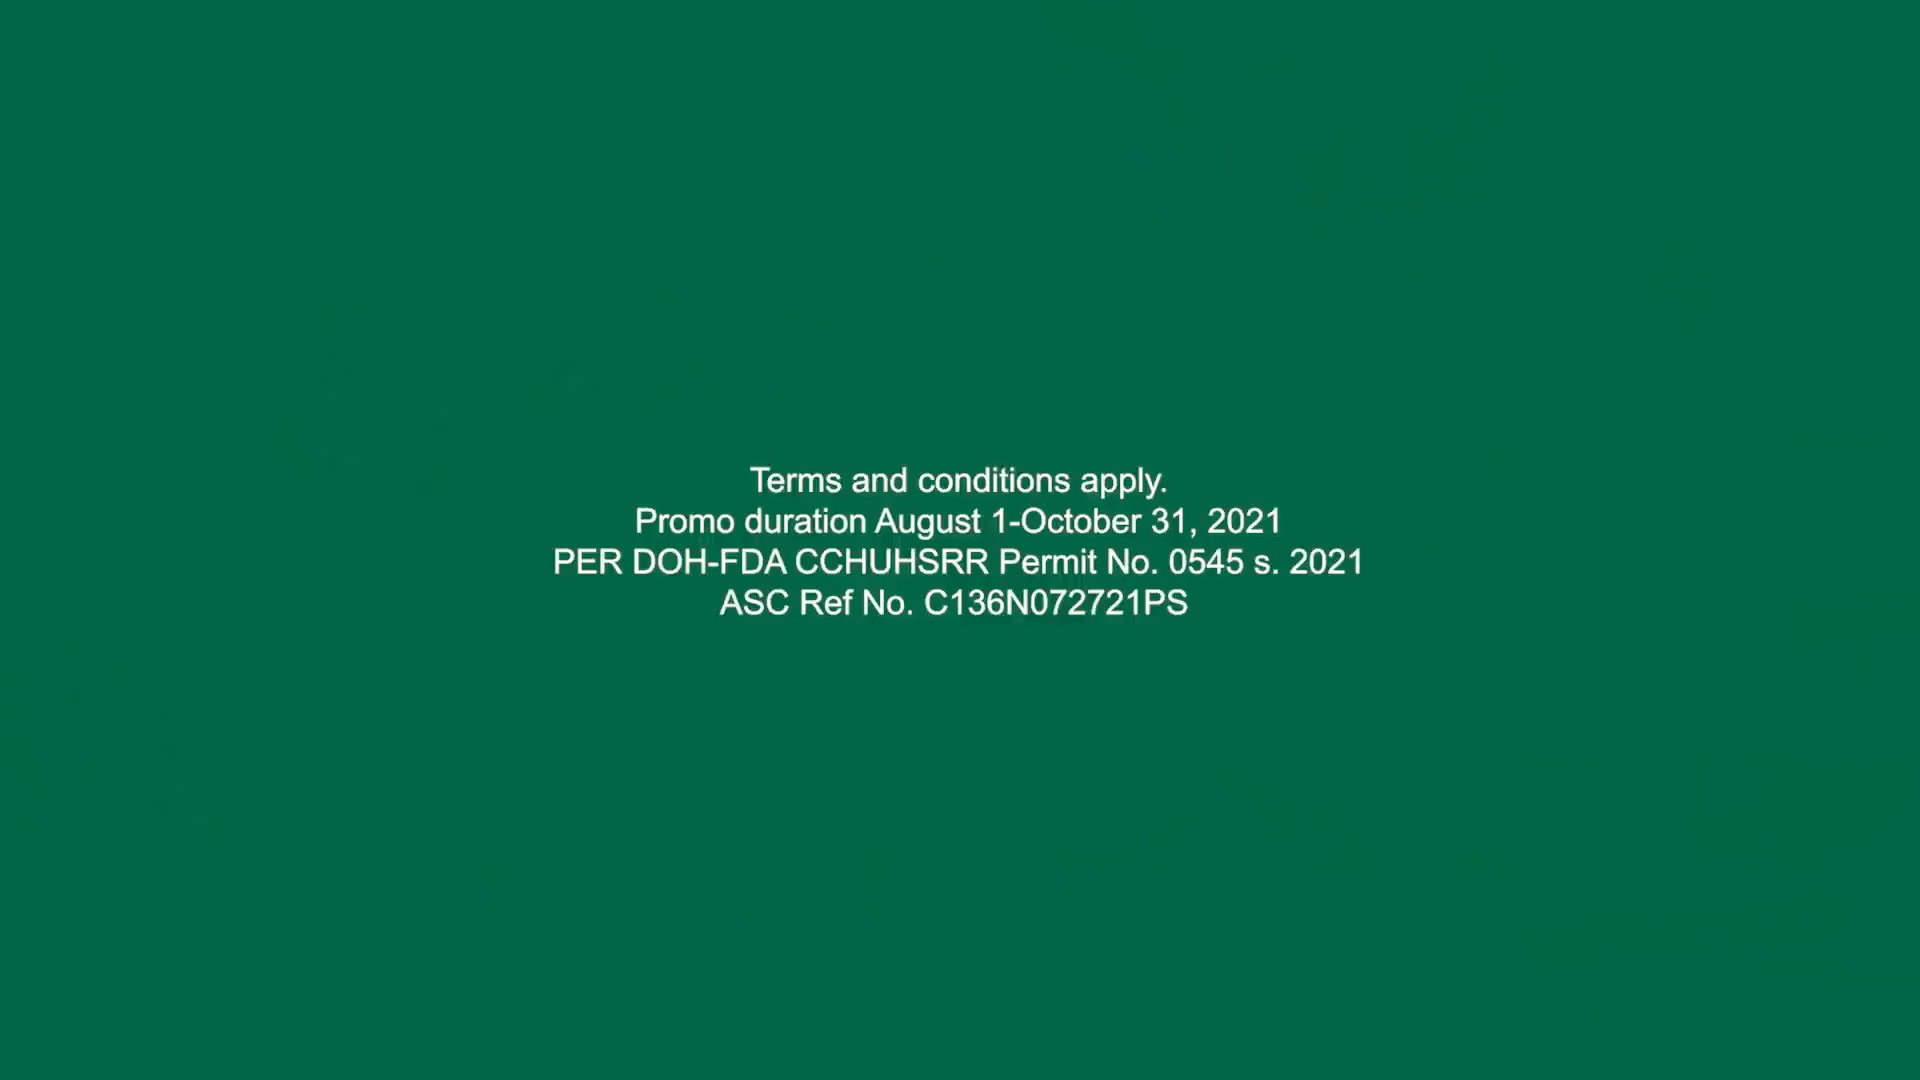 Terms and conditions apply.
Promo duration August 1-October 31, 2021
PER DOH-FDA CCHUHSRR Permit No. 0545 s. 2021
ASC Ref No. C136N072721PS